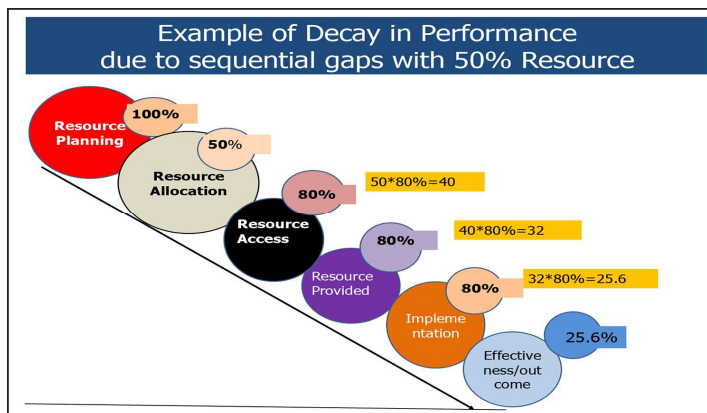 Example of Decay in Performance
due to sequential gaps with 50% Resource
100%
Resource
Planning
50%
Resource
Allocation
80%
50*80%=40
Resource
Access
80%
40*80%=32
Resource
Provided
80%
32*80%=25.6
Impleme
ntation
25.6%
Effective
ness/out
come